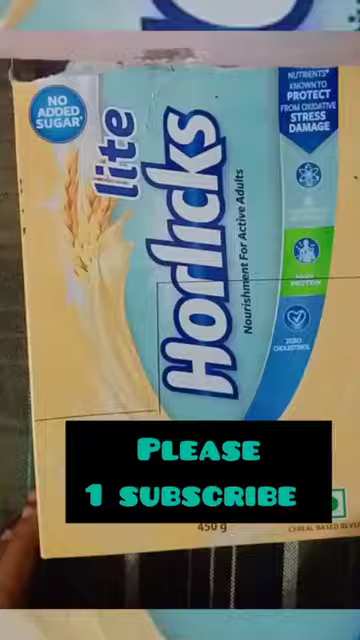 NO
ADDED
SUGAR*
lite
Horlicks
Nourishment For Active Adults
NUTRIENTS*
KNOWN TO
PROTECT
FROM OXIDATIVE
STRESS
DAMAGE
HIGH
PROTEIN
ZERO
CHOLESTEROL
PLEASE
1 SUBSCRIBE
450 g
CEREAL BASED